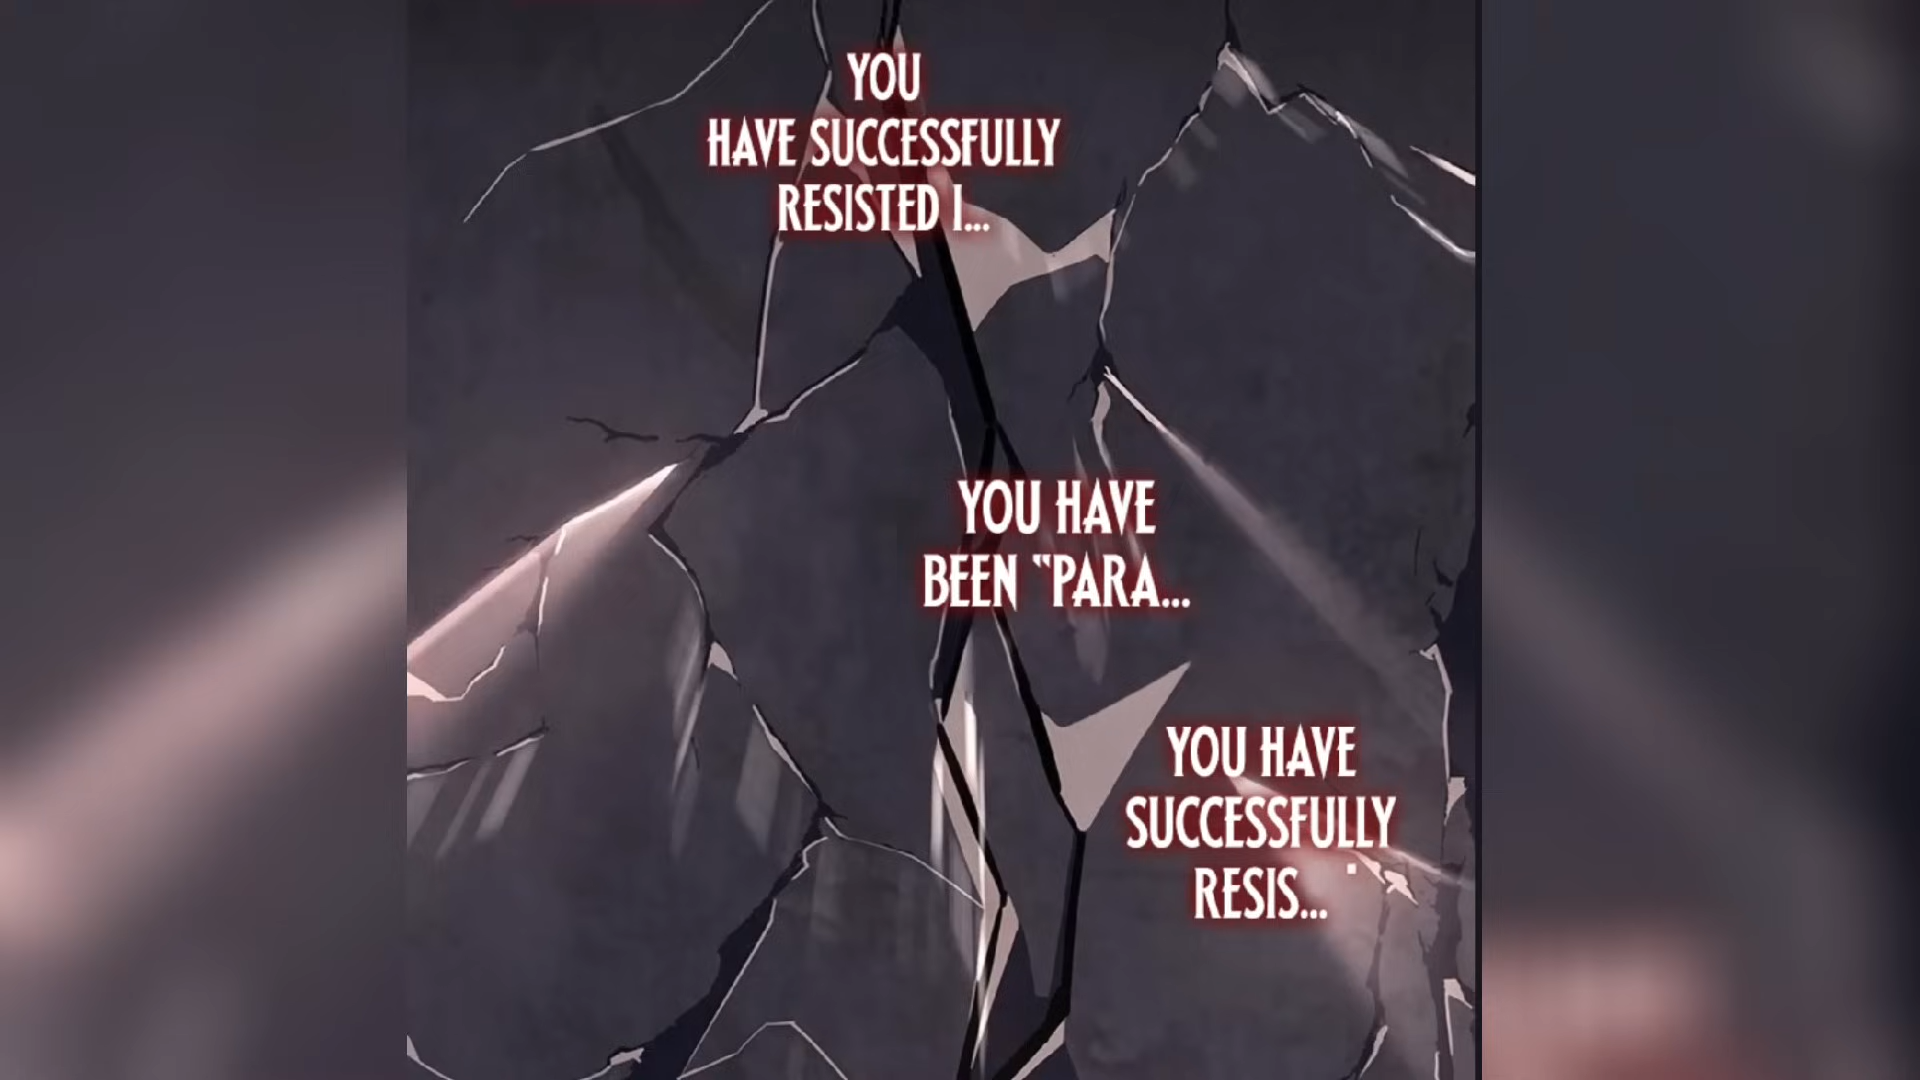 YOU
HAVE SUCCESSFULLY
RESISTED I...
YOU HAVE
BEEN “PARA...
YOU HAVE
SUCCESSFULLY
RESIS...